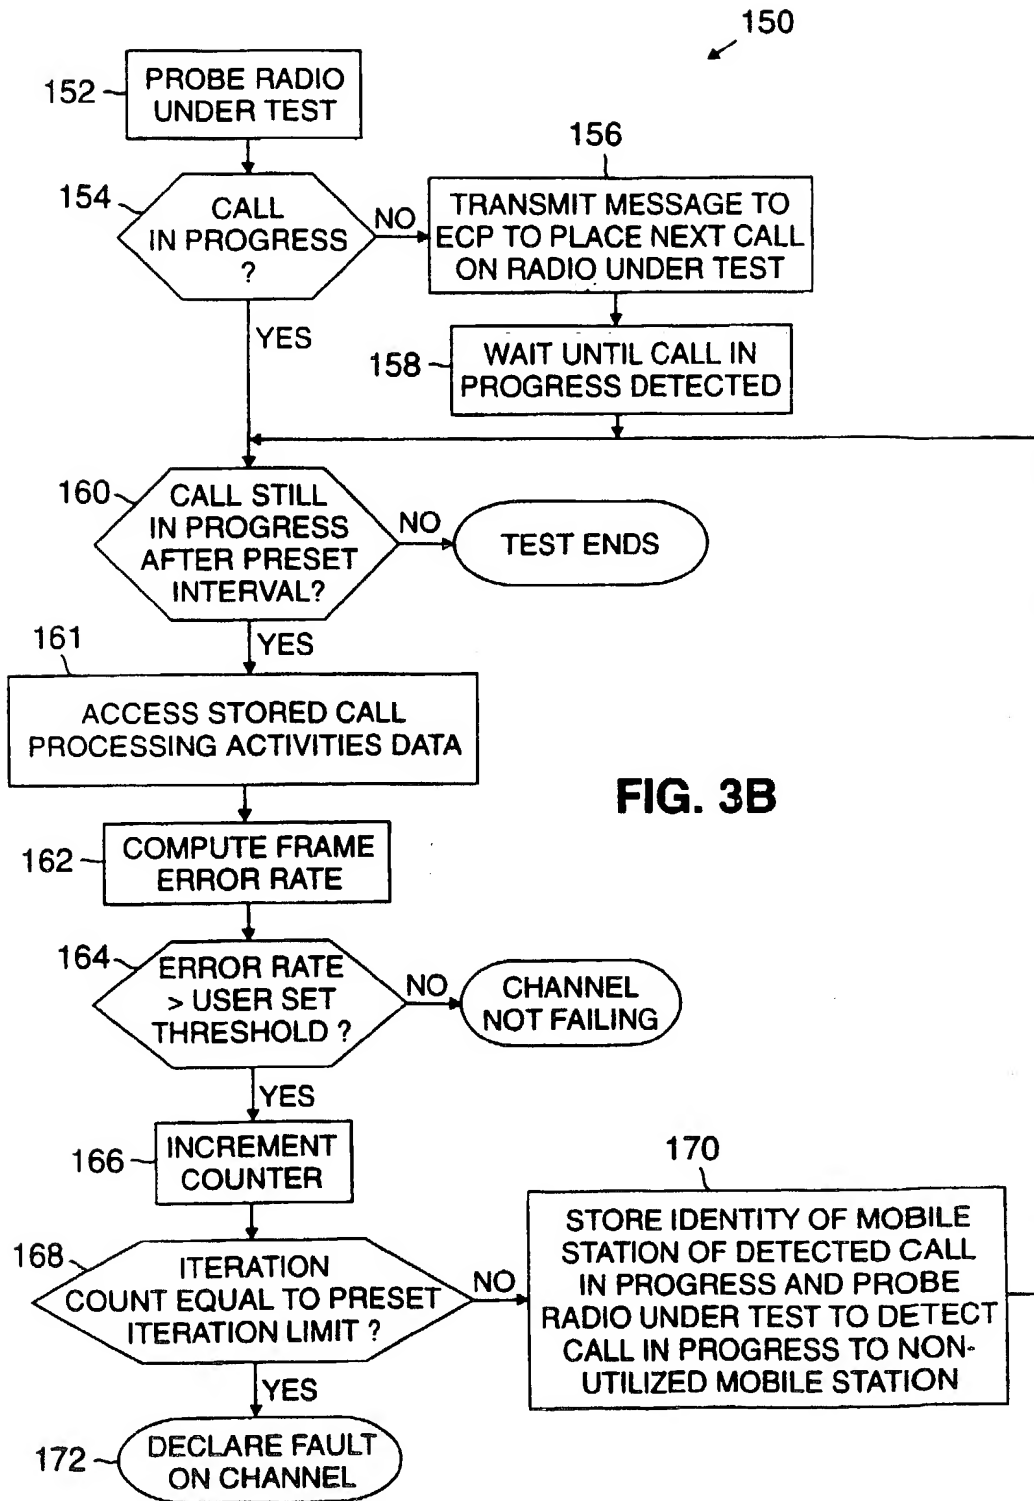 150
152
PROBE RADIO
UNDER TEST
154
CALL
IN PROGRESS
?
NO
YES
156
TRANSMIT MESSAGE TO
ECP TO PLACE NEXT CALL
ON RADIO UNDER TEST
158
WAIT UNTIL CALL IN
PROGRESS DETECTED
160
CALL STILL
IN PROGRESS
AFTER PRESET
INTERVAL?
NO
TEST ENDS
YES
161
ACCESS STORED CALL
PROCESSING ACTIVITIES DATA
FIG. 3B
162
COMPUTE FRAME
ERROR RATE
164
ERROR RATE
> USER SET
THRESHOLD ?
NO
CHANNEL
NOT FAILING
YES
166
INCREMENT
COUNTER
168
ITERATION
COUNT EQUAL TO PRESET
ITERATION LIMIT ?
NO
170
STORE IDENTITY OF MOBILE
STATION OF DETECTED CALL
IN PROGRESS AND PROBE
RADIO UNDER TEST TO DETECT
CALL IN PROGRESS TO NON-
UTILIZED MOBILE STATION
YES
172
DECLARE FAULT
ON CHANNEL